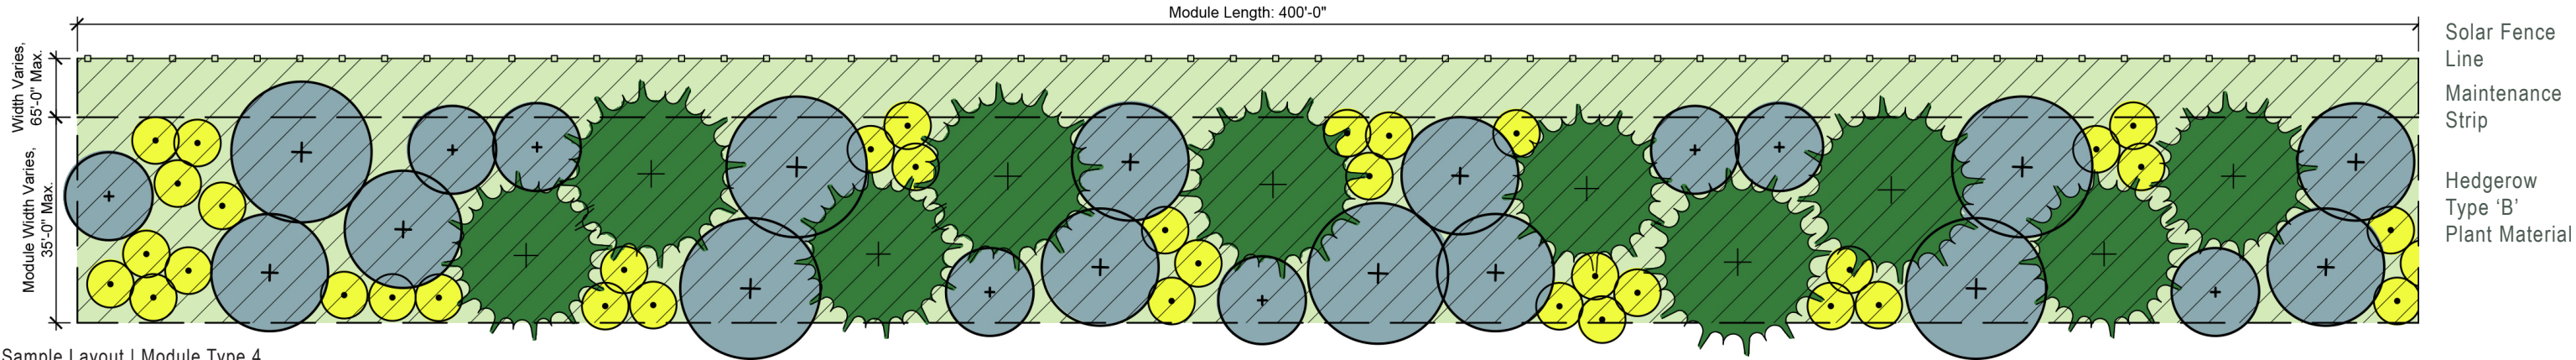 Module Length: 400'-0"
Width Varies,
65'-0" Max.
Module Width Varies,
35'-0" Max.
Solar Fence
Line
Maintenance
Strip
Hedgerow
Type ‘B’
Plant Material
Sample Layout | Module Type 4